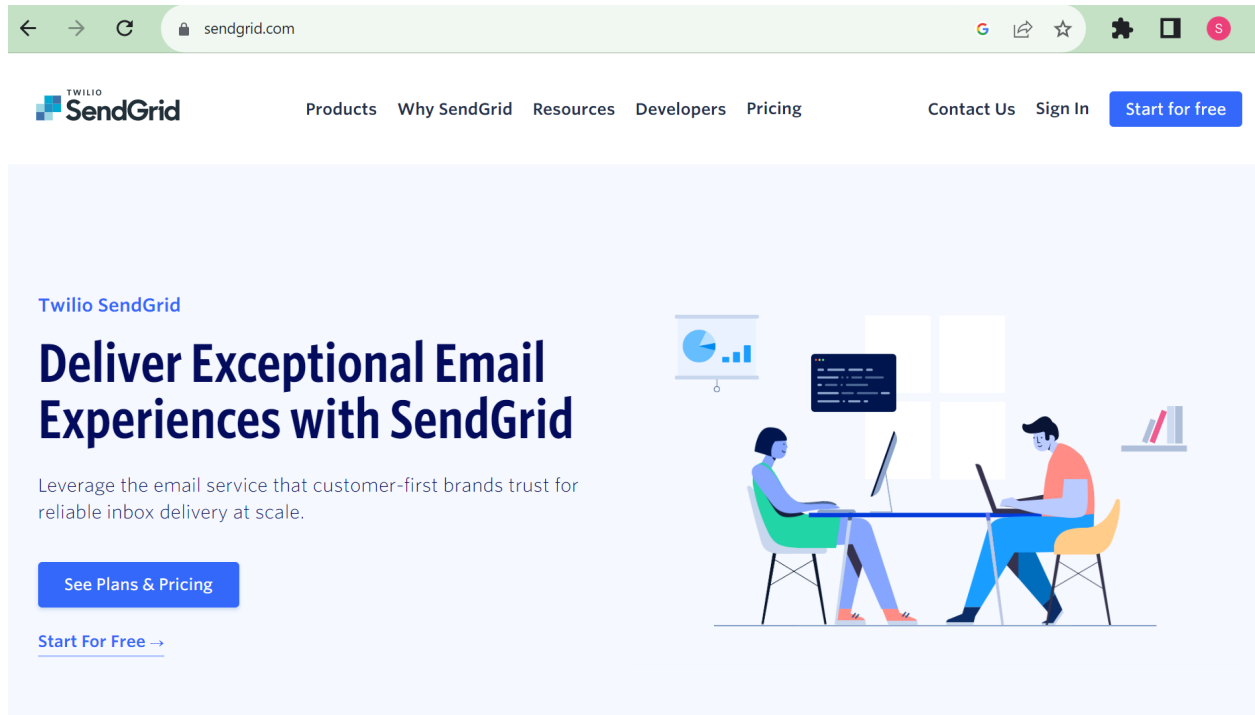 sendgrid.com
S
TWILIO
SendGrid
Products Why SendGrid Resources Developers Pricing Contact Us Sign In Start for free
Twilio SendGrid
Deliver Exceptional Email
Experiences with SendGrid
Leverage the email service that customer-first brands trust for
reliable inbox delivery at scale.
See Plans & Pricing
Start For Free →